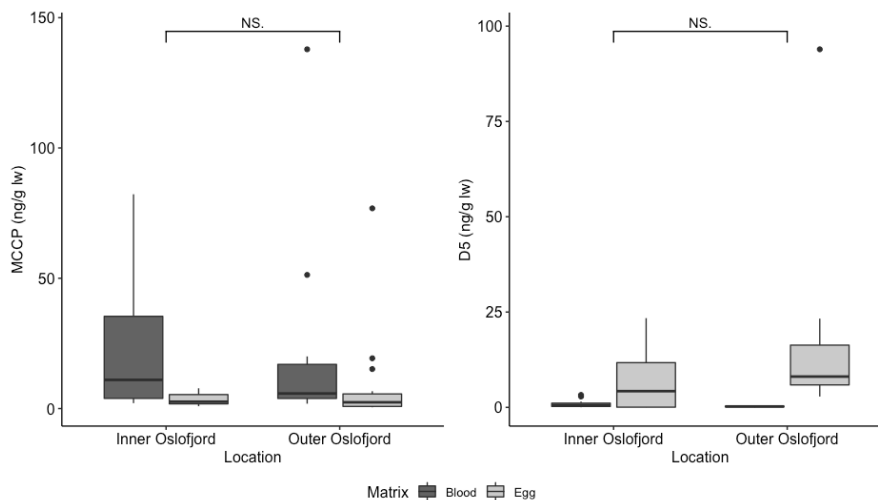 150
100
50
0
MCCP (ng/g lw)
NS.
Inner Oslofjord
Outer Oslofjord
Location
100
75
50
25
0
D5 (ng/g lw)
NS.
Inner Oslofjord
Outer Oslofjord
Location
Matrix Blood Egg